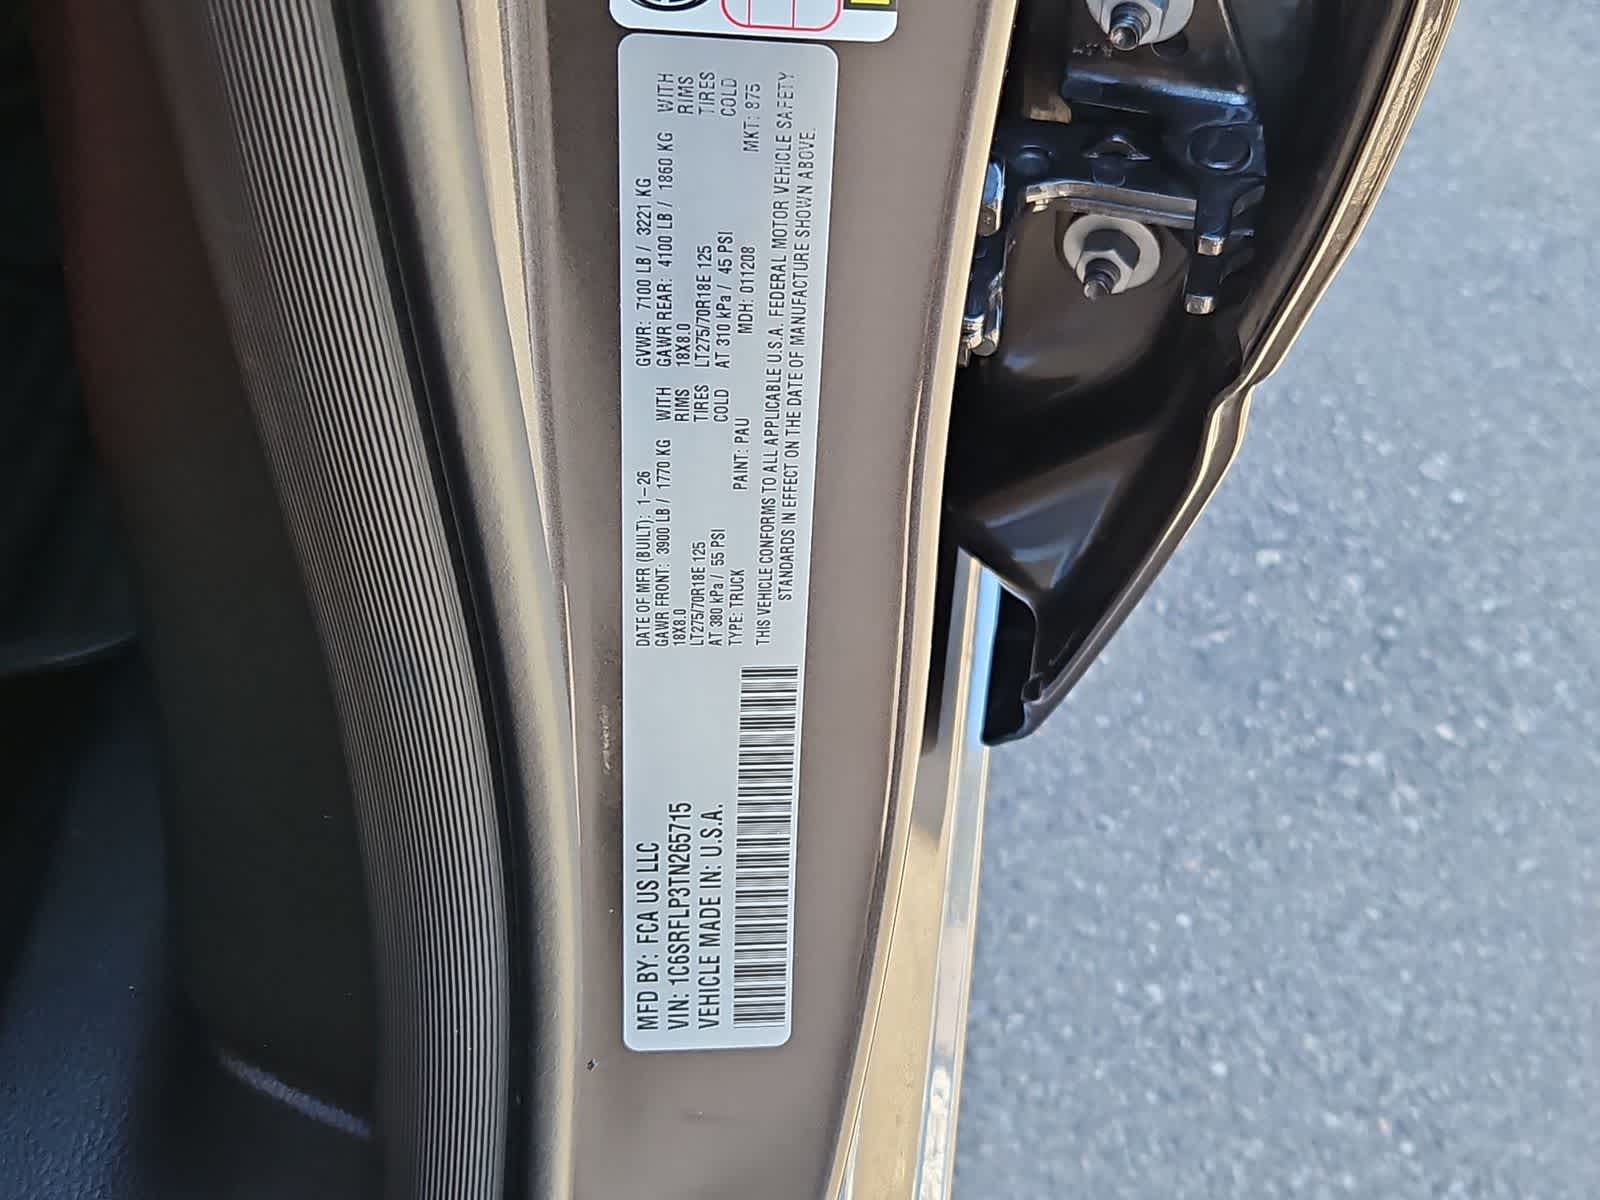 MFD BY: FCA US LLC
VIN: 1C6SRFLP3TN265715
VEHICLE MADE IN: U.S.A.
DATE OF MFR (BUILT): 1-26 GVWR: 7100 LB / 3221 KG
GAWR FRONT: 3900 LB / 1770 KG WITH GAWR REAR: 4100 LB / 1860 KG WITH
18X8.0 RIMS 18X8.0 RIMS
LT275/70R18E 125 TIRES LT275/70R18E 125 TIRES
AT 380 kPa / 55 PSI COLD AT 310 kPa / 45 PSI COLD
TYPE: TRUCK PAINT: PAU MDH: 011208 MKT: 875
THIS VEHICLE CONFORMS TO ALL APPLICABLE U.S.A. FEDERAL MOTOR VEHICLE SAFETY
STANDARDS IN EFFECT ON THE DATE OF MANUFACTURE SHOWN ABOVE.